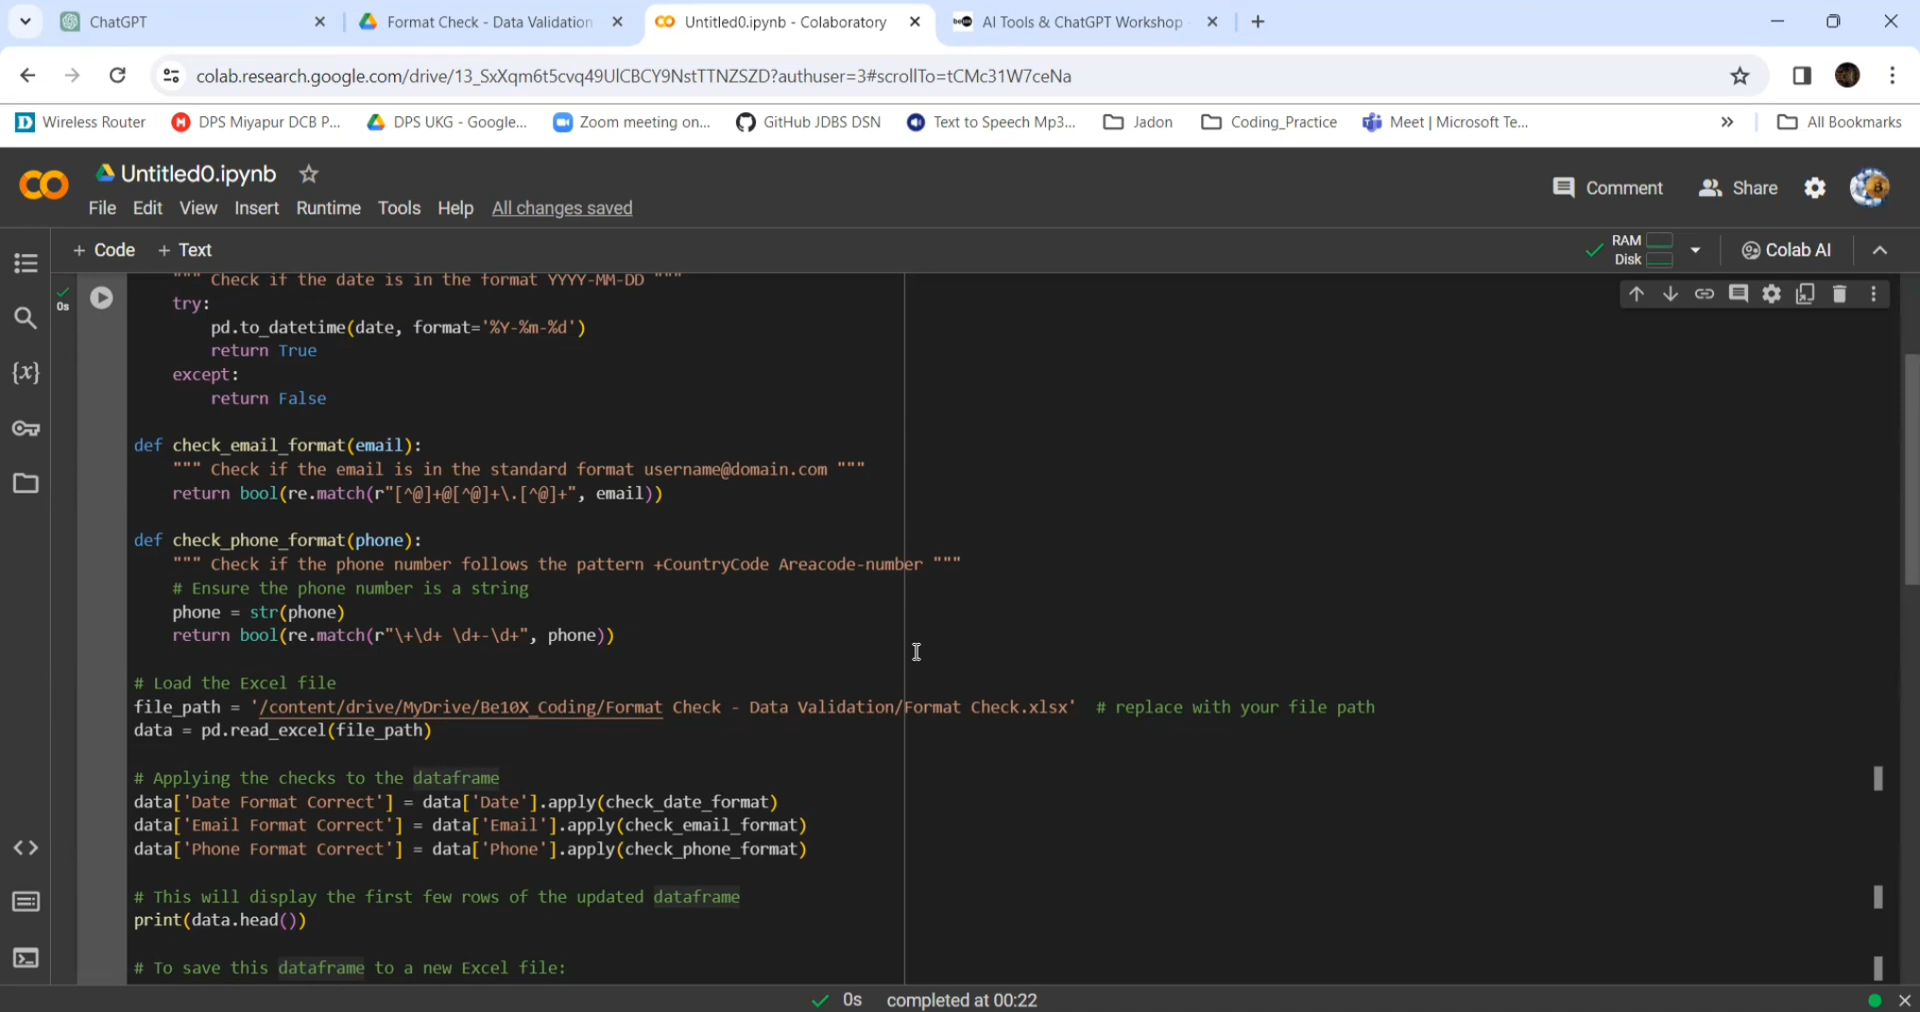 ChatGPT
Format Check - Data Validation
Untitled0.ipynb - Colaboratory
AI Tools & ChatGPT Workshop
colab.research.google.com/drive/13_SxXqm6t5cvq49UlCBCY9NstTTNZSZD?authuser=3#scrollTo=tCMc31W7ceNa
Wireless Router
DPS Miyapur DCB P...
DPS UKG - Google...
Zoom meeting on...
GitHub JDBS DSN
Text to Speech Mp3...
Jadon
Coding_Practice
Meet | Microsoft Te...
All Bookmarks
Untitled0.ipynb
Comment
Share
File Edit View Insert Runtime Tools Help All changes saved
+ Code + Text
RAM
Disk
Colab AI
""" Check if the date is in the format YYYY-MM-DD """
0s
try:
pd.to_datetime(date, format='%Y-%m-%d')
return True
except:
return False
def check_email_format(email):
""" Check if the email is in the standard format username@domain.com """
return bool(re.match(r"[^@]+@[^@]+\.[^@]+", email))
def check_phone_format(phone):
""" Check if the phone number follows the pattern +CountryCode Areacode-number """
# Ensure the phone number is a string
phone = str(phone)
return bool(re.match(r"\+\d+ \d+-\d+", phone))
# Load the Excel file
file_path = '/content/drive/MyDrive/Be10X_Coding/Format Check - Data Validation/Format Check.xlsx' # replace with your file path
data = pd.read_excel(file_path)
# Applying the checks to the dataframe
data['Date Format Correct'] = data['Date'].apply(check_date_format)
data['Email Format Correct'] = data['Email'].apply(check_email_format)
data['Phone Format Correct'] = data['Phone'].apply(check_phone_format)
# This will display the first few rows of the updated dataframe
print(data.head())
# To save this dataframe to a new Excel file:
0s completed at 00:22